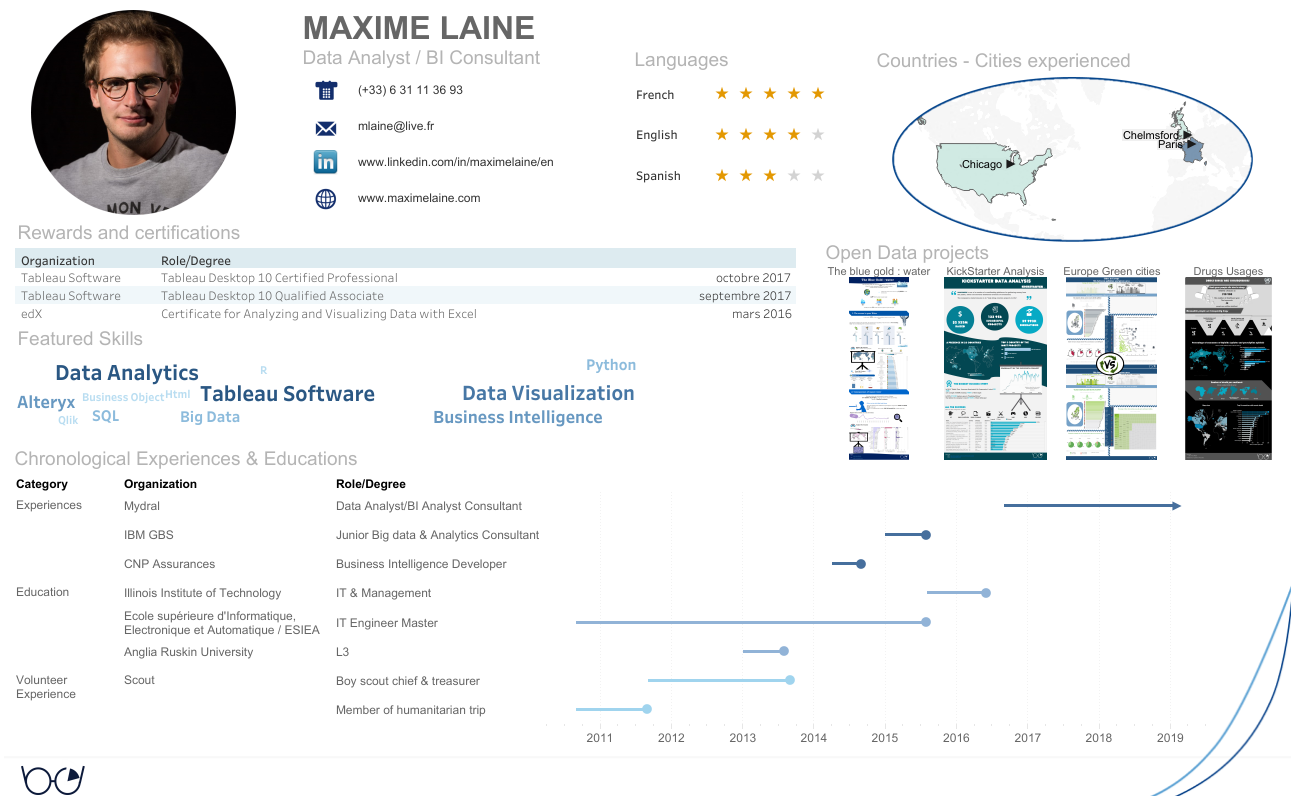 MAXIME LAINE
Data Analyst / BI Consultant
(+33) 6 31 11 36 93
mlaine@live.fr
in
www.linkedin.com/in/maximelaine/en
www.maximelaine.com
Languages
French
English
Spanish
Countries - Cities experienced
Chelmsford
Paris
Chicago
Rewards and certifications
Organization Role/Degree
Tableau Software Tableau Desktop 10 Certified Professional octobre 2017
Tableau Software Tableau Desktop 10 Qualified Associate septembre 2017
edX Certificate for Analyzing and Visualizing Data with Excel mars 2016
Open Data projects
The blue gold : water KickStarter Analysis Europe Green cities Drugs Usages
KICKSTARTER DATA ANALYSIS
VS
Featured Skills
Python
Data Analytics R
Alteryx Business Object Html Tableau Software Data Visualization
Qlik SQL Big Data Business Intelligence
Chronological Experiences & Educations
Category Organization Role/Degree
Experiences Mydral Data Analyst/BI Analyst Consultant
IBM GBS Junior Big data & Analytics Consultant
CNP Assurances Business Intelligence Developer
Education Illinois Institute of Technology IT & Management
Ecole supérieure d'Informatique,
Electronique et Automatique / ESIEA IT Engineer Master
Anglia Ruskin University L3
Volunteer
Experience Scout Boy scout chief & treasurer
Member of humanitarian trip
2011 2012 2013 2014 2015 2016 2017 2018 2019